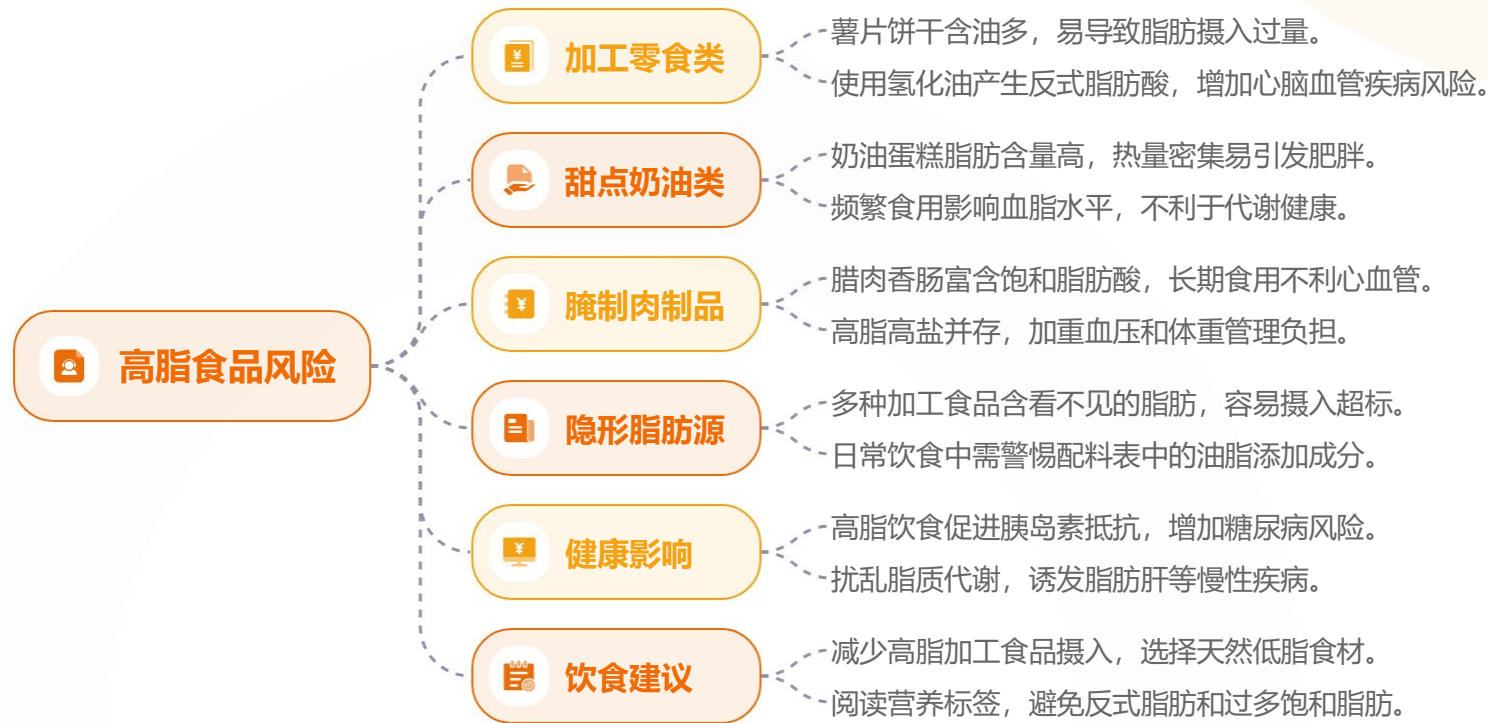 高脂食品风险
加工零食类
薯片饼干含油多，易导致脂肪摄入过量。
使用氢化油产生反式脂肪酸，增加心脑血管疾病风险。
甜点奶油类
奶油蛋糕脂肪含量高，热量密集易引发肥胖。
频繁食用影响血脂水平，不利于代谢健康。
腌制肉制品
腊肉香肠富含饱和脂肪酸，长期食用不利心血管。
高脂高盐并存，加重血压和体重管理负担。
隐形脂肪源
多种加工食品含看不见的脂肪，容易摄入超标。
日常饮食中需警惕配料表中的油脂添加成分。
健康影响
高脂饮食促进胰岛素抵抗，增加糖尿病风险。
扰乱脂质代谢，诱发脂肪肝等慢性疾病。
饮食建议
减少高脂加工食品摄入，选择天然低脂食材。
阅读营养标签，避免反式脂肪和过多饱和脂肪。